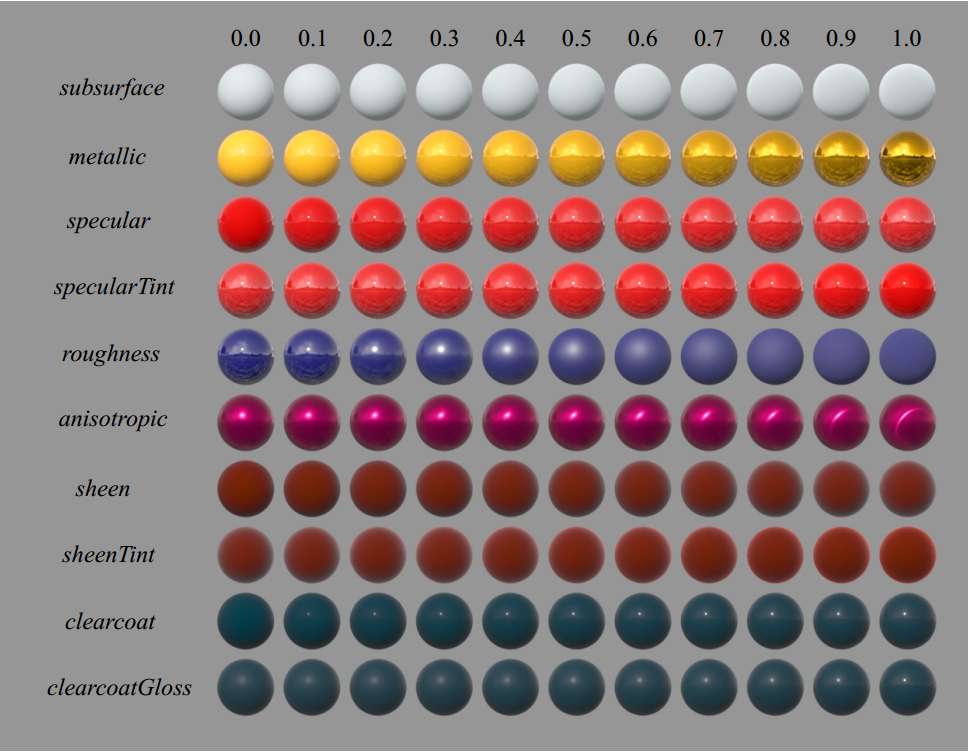 0.0 0.1 0.2 0.3 0.4 0.5 0.6 0.7 0.8 0.9 1.0
subsurface
metallic
specular
specularTint
roughness
anisotropic
sheen
sheenTint
clearcoat
clearcoatGloss